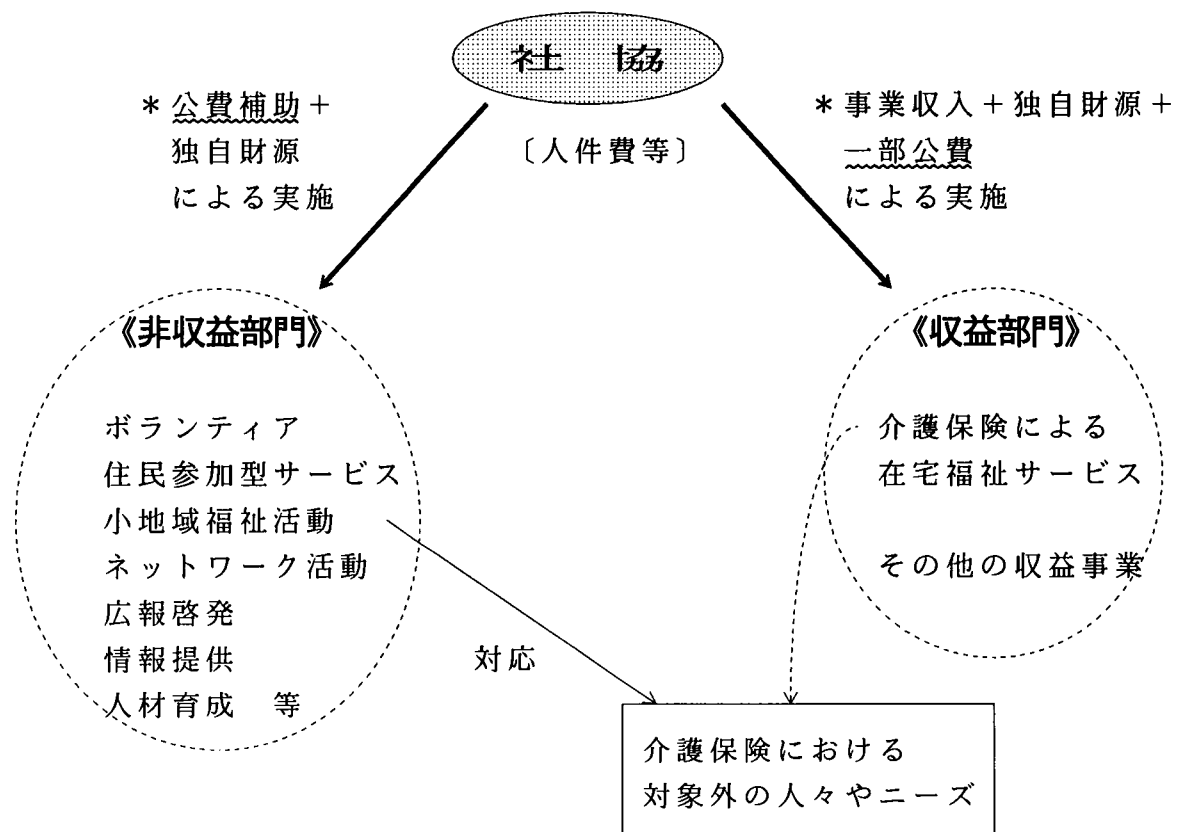 社 協
＊公費補助＋
独自財源
による実施
〔人件費等〕
＊事業収入＋独自財源＋
一部公費
による実施
《非収益部門》
ボランティア
住民参加型サービス
小地域福祉活動
ネットワーク活動
広報啓発
情報提供
人材育成　等
《収益部門》
介護保険による
在宅福祉サービス
その他の収益事業
対応
介護保険における
対象外の人々やニーズ